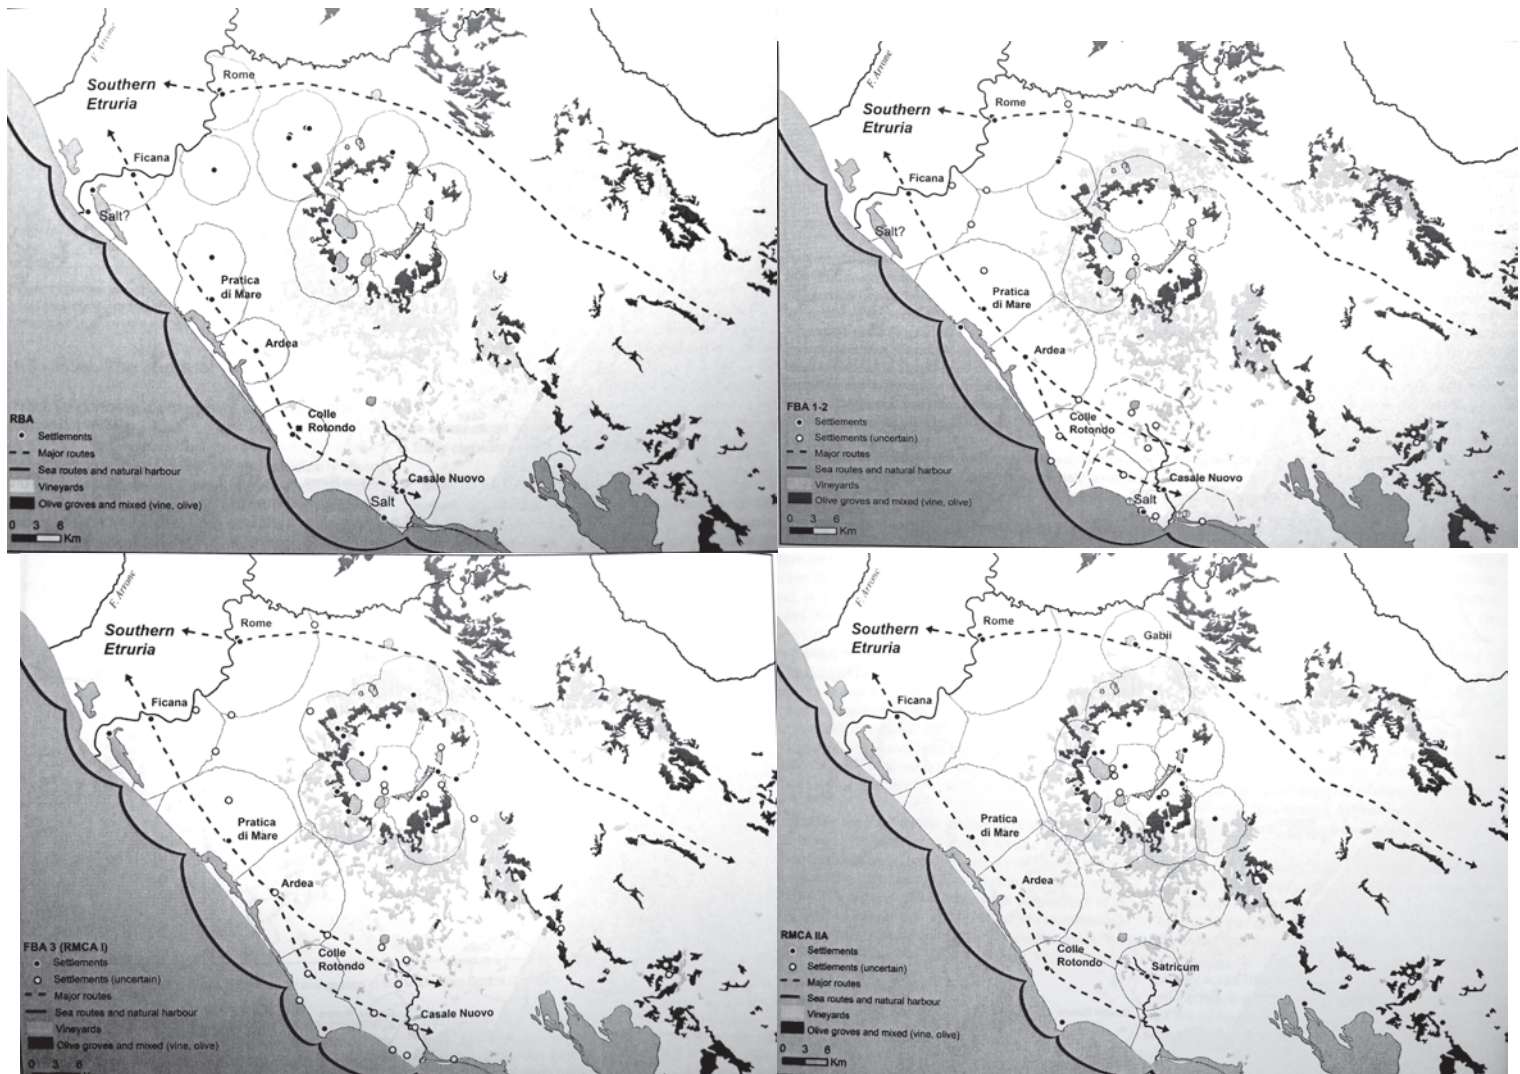 F. Arrone
Rome
Southern
Etruria
Ficana
Salt?
Pratica
di Mare
Ardea
Colle
Rotondo
Casale Nuovo
Salt
RBA
Settlements
Major routes
Sea routes and natural harbour
Vineyards
Olive groves and mixed (vine, olive)
0 3 6
Km
F. Arrone
Rome
Southern
Etruria
Ficana
Salt?
Pratica
di Mare
Ardea
Colle
Rotondo
Casale Nuovo
Salt
FBA 1-2
Settlements
Settlements (uncertain)
Major routes
Sea routes and natural harbour
Vineyards
Olive groves and mixed (vine, olive)
0 3 6
Km
F. Arrone
Rome
Southern
Etruria
Ficana
Pratica
di Mare
Ardea
Colle
Rotondo
Casale Nuovo
FBA 3 (RMCA I)
Settlements
Settlements (uncertain)
Major routes
Sea routes and natural harbour
Vineyards
Olive groves and mixed (vine, olive)
0 3 6
F. Arrone
Rome
Southern
Etruria
Gabii
Ficana
Pratica
di Mare
Ardea
Colle
Rotondo
Satricum
RMCA IIA
Settlements
Settlements (uncertain)
Major routes
Sea routes and natural harbour
Vineyards
Olive groves and mixed (vine, olive)
0 3 6
Km